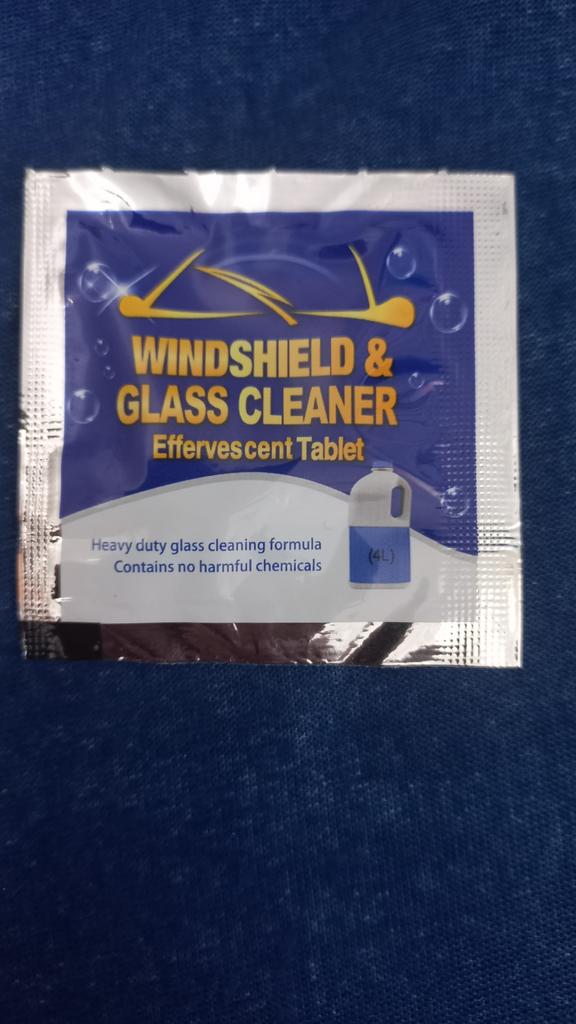 WINDSHIELD &
GLASS CLEANER
Effervescent Tablet
Heavy duty glass cleaning formula
Contains no harmful chemicals
(4L)